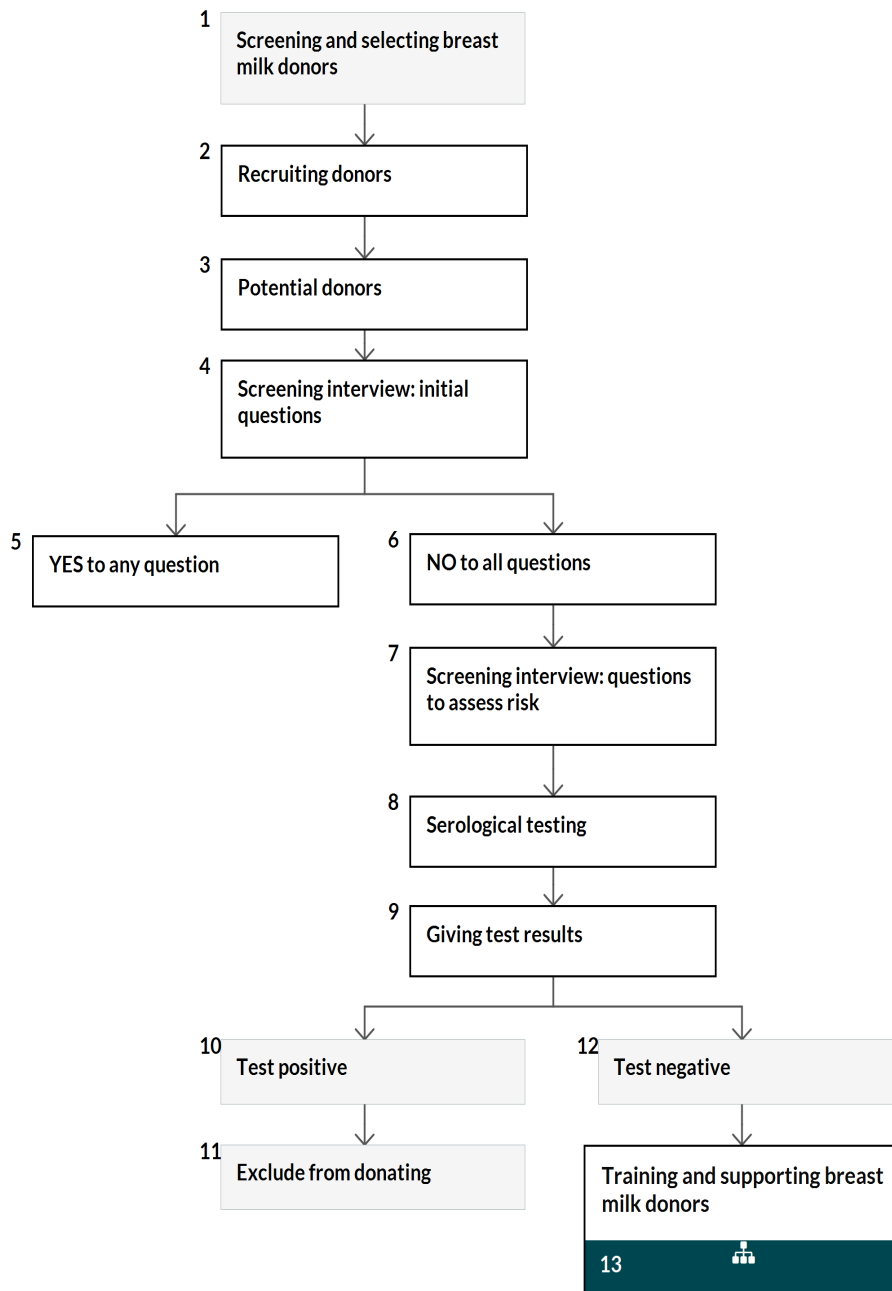 1
Screening and selecting breast
milk donors
2
Recruiting donors
3
Potential donors
4
Screening interview: initial
questions
5
YES to any question
6
NO to all questions
7
Screening interview: questions
to assess risk
8
Serological testing
9
Giving test results
10
Test positive
12
Test negative
11
Exclude from donating
Training and supporting breast
milk donors
13